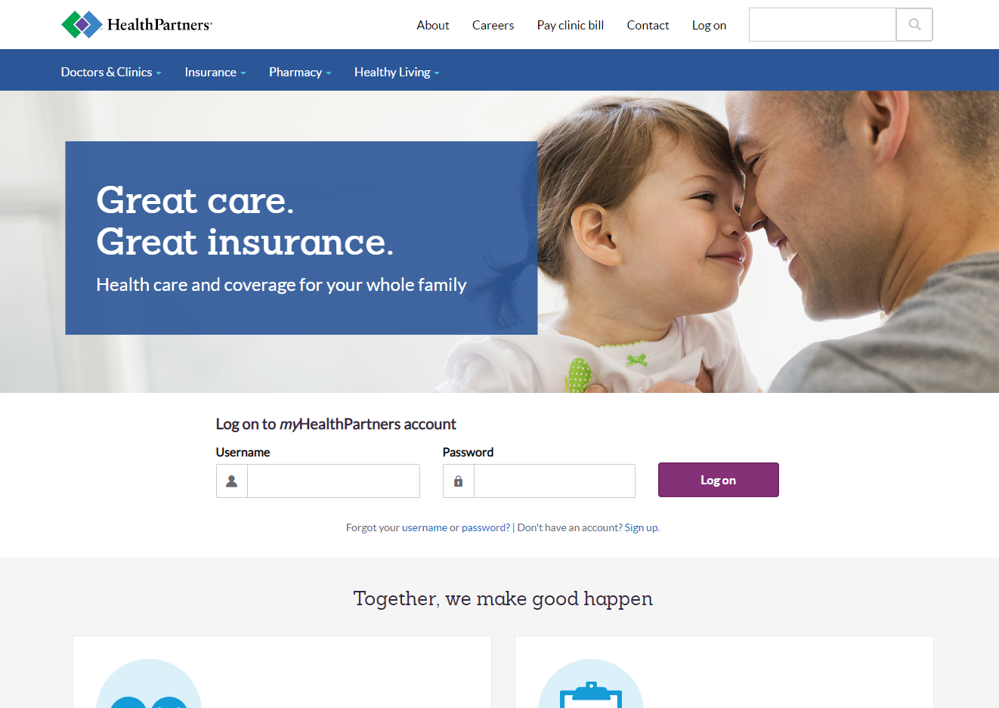 HealthPartners®
About Careers Pay clinic bill Contact Log on
Doctors & Clinics Insurance Pharmacy Healthy Living
Great care.
Great insurance.
Health care and coverage for your whole family
Log on to myHealthPartners account
Username Password
Log on
Forgot your username or password? | Don't have an account? Sign up.
Together, we make good happen